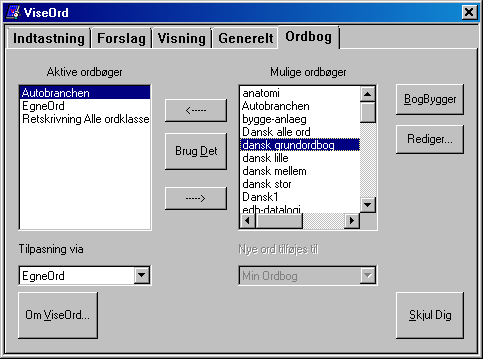 ViseOrd
Indtastning Forslag Visning Generelt Ordbog
Aktive ordbøger
Autobranchen
EgneOrd
Retskrivning Alle ordklasse
<-----
Brug Det
----->
Mulige ordbøger
anatomi
Autobranchen
bygge-anlaeg
Dansk alle ord
dansk grundordbog
dansk lille
dansk mellem
dansk stor
Dansk1
edb-datalogi
BogBygger
Rediger...
Tilpasning via
EgneOrd
Nye ord tilføjes til
Min Ordbog
Om ViseOrd...
Skjul Dig